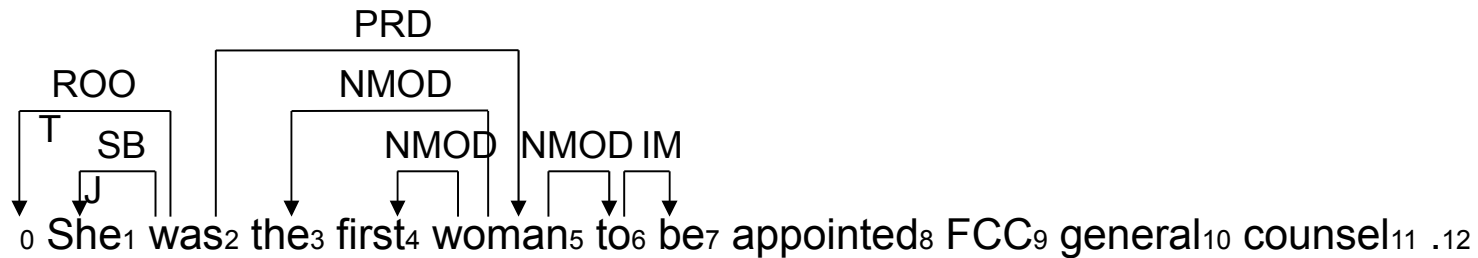 PRD
ROO NMOD
T SB NMOD NMOD IM
J
0 She1 was2 the3 first4 woman5 to6 be7 appointed8 FCC9 general10 counsel11 .12